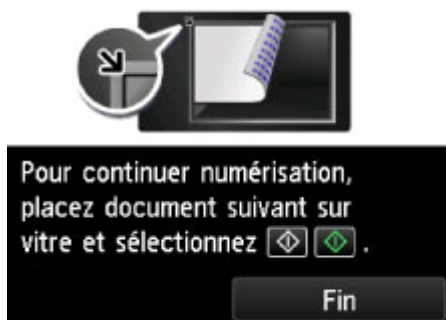 Pour continuer numérisation,
placez document suivant sur
vitre et sélectionnez .
Fin